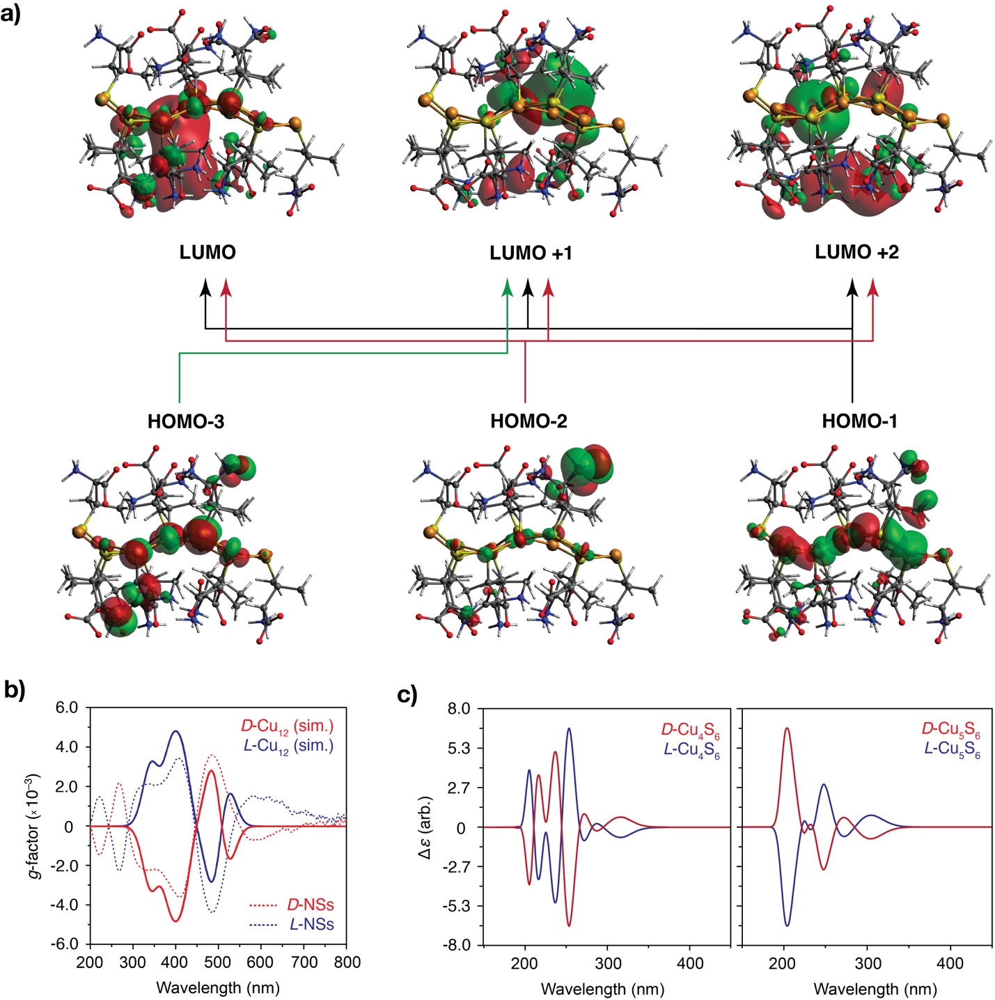 a)
LUMO
LUMO +1
LUMO +2
HOMO-3
HOMO-2
HOMO-1
b)
6.0
4.0
2.0
0
-2.0
-4.0
-6.0
g-factor (×10⁻³)
D-Cu₁₂ (sim.)
L-Cu₁₂ (sim.)
D-NSs
L-NSs
200 300 400 500 600 700 800
Wavelength (nm)
c)
8.0
5.3
2.7
0
-2.7
-5.3
-8.0
Δε (arb.)
D-Cu₄S₆
L-Cu₄S₆
200 300 400
Wavelength (nm)
D-Cu₅S₆
L-Cu₅S₆
200 300 400
Wavelength (nm)